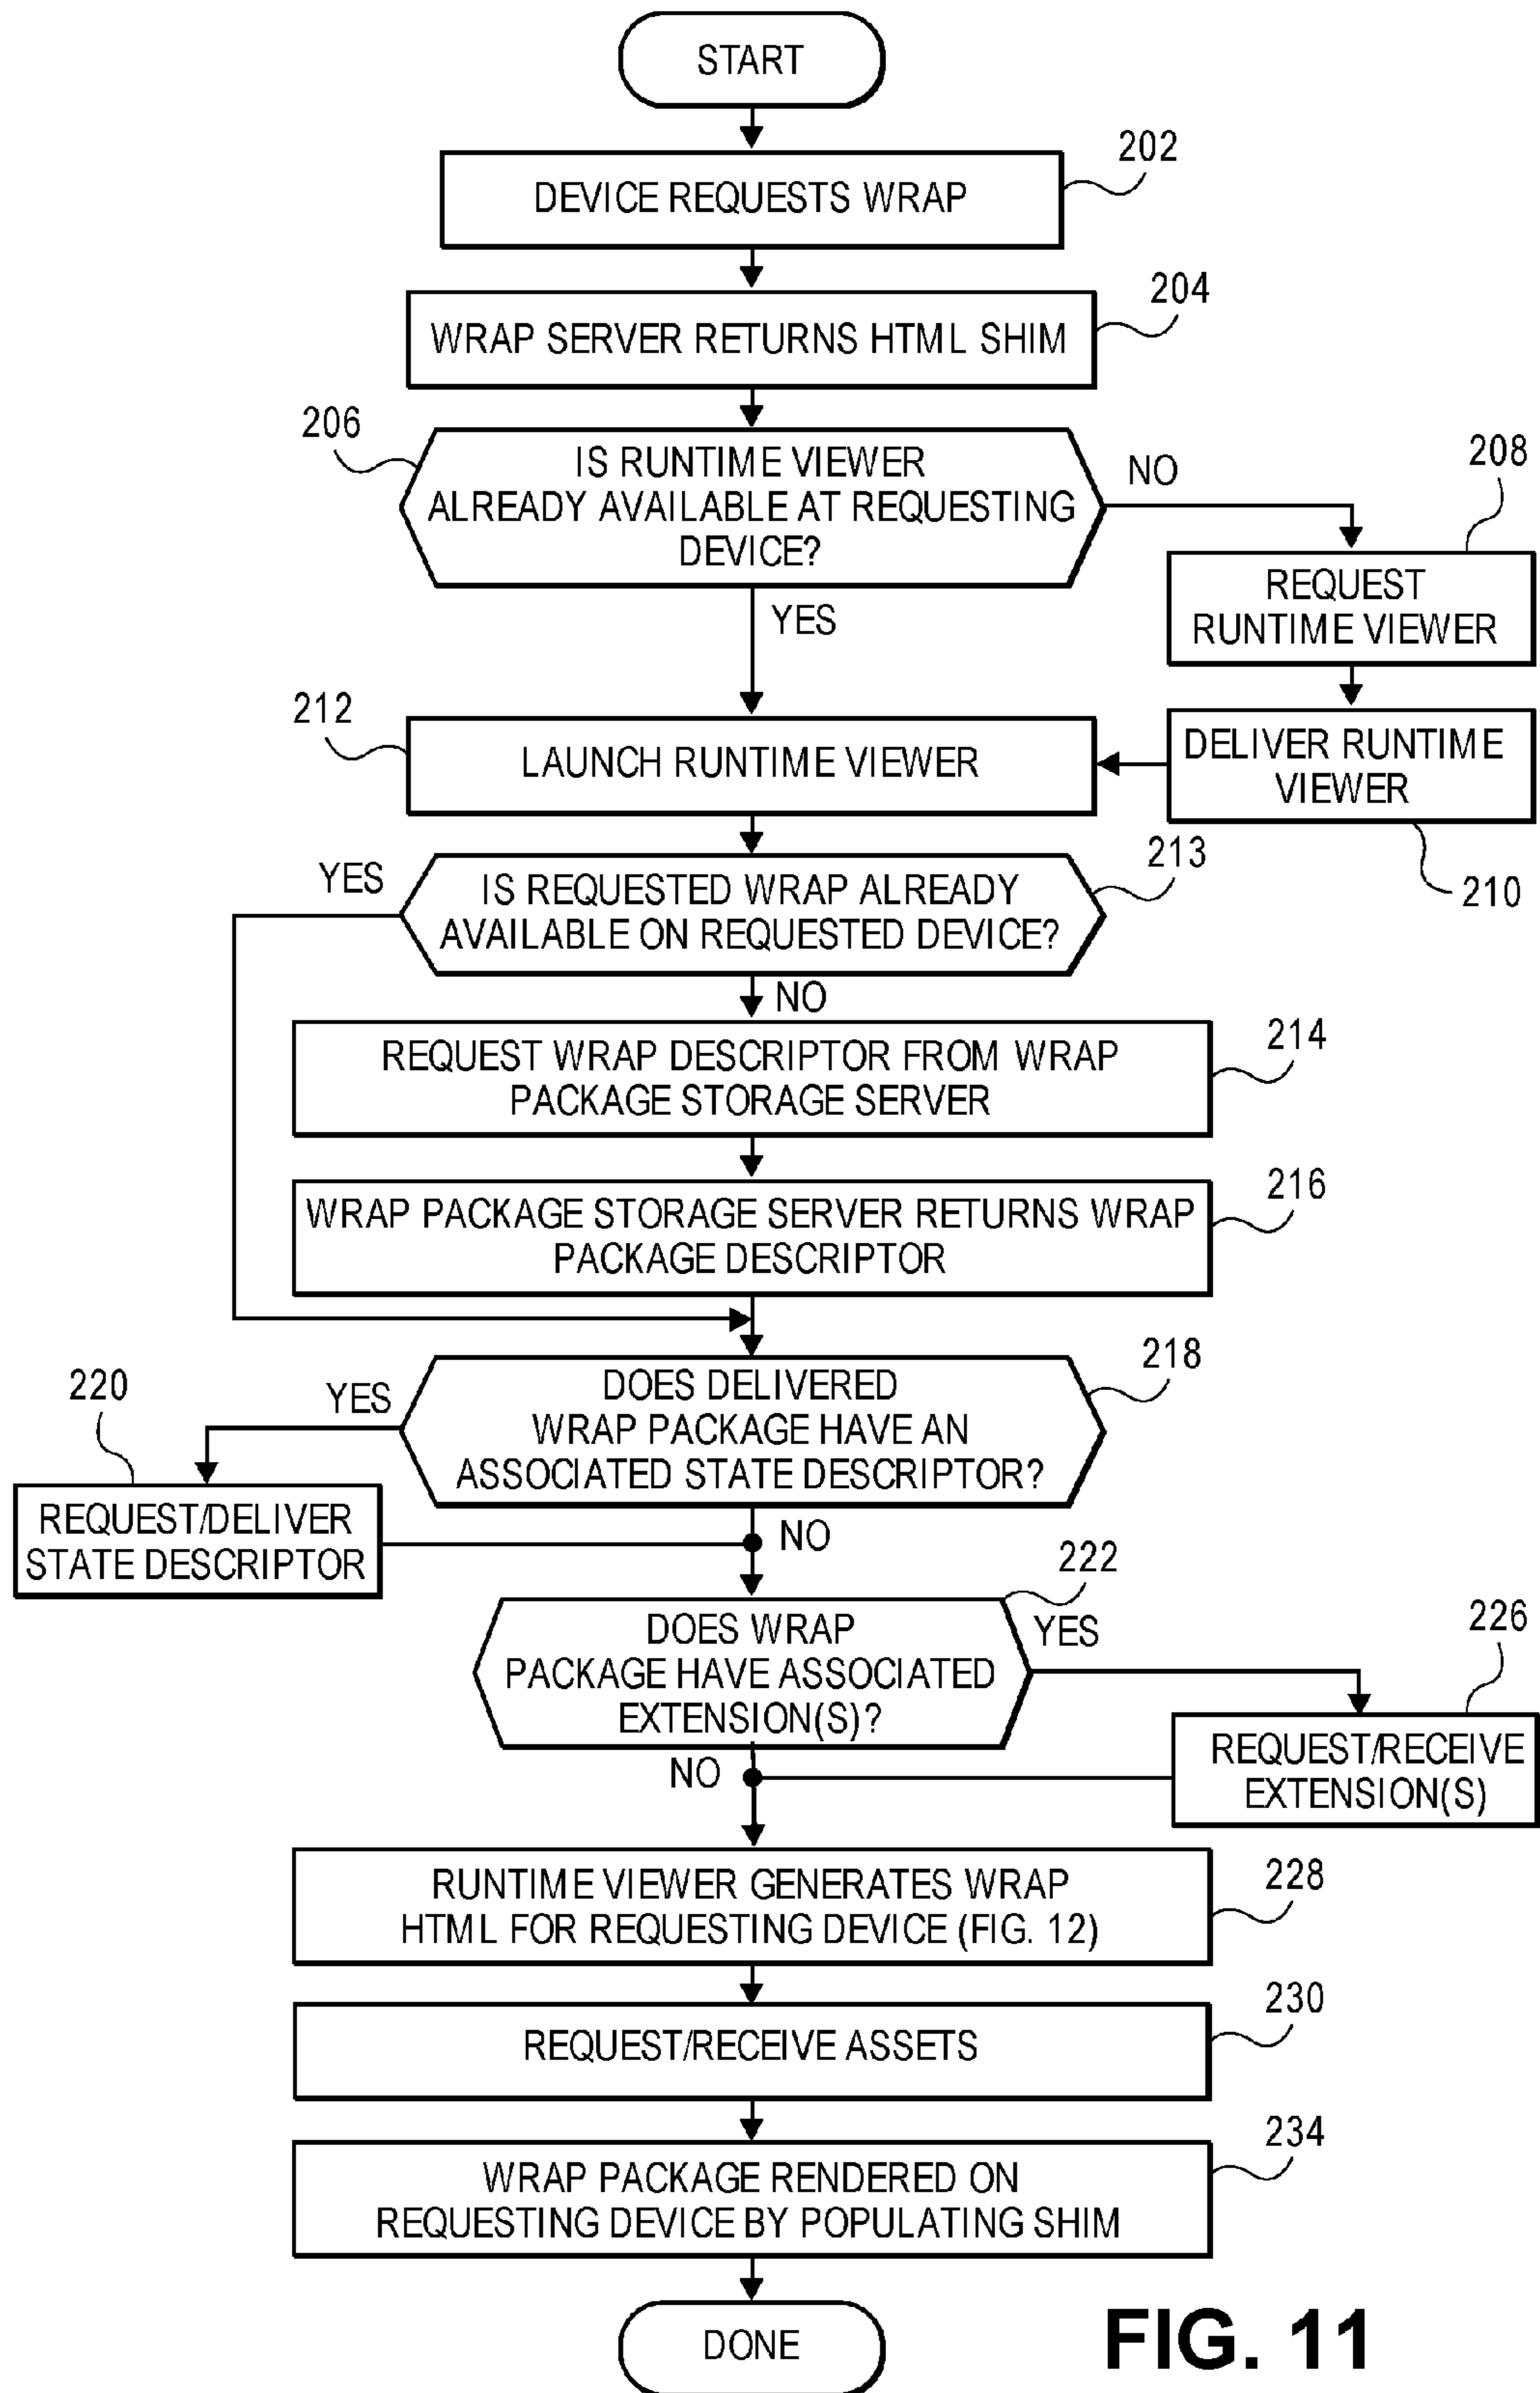 START
202
DEVICE REQUESTS WRAP
204
WRAP SERVER RETURNS HTML SHIM
206
IS RUNTIME VIEWER
ALREADY AVAILABLE AT REQUESTING
DEVICE?
NO
208
REQUEST
RUNTIME VIEWER
YES
212
LAUNCH RUNTIME VIEWER
DELIVER RUNTIME
VIEWER
210
213
YES
IS REQUESTED WRAP ALREADY
AVAILABLE ON REQUESTED DEVICE?
NO
214
REQUEST WRAP DESCRIPTOR FROM WRAP
PACKAGE STORAGE SERVER
216
WRAP PACKAGE STORAGE SERVER RETURNS WRAP
PACKAGE DESCRIPTOR
218
DOES DELIVERED
WRAP PACKAGE HAVE AN
ASSOCIATED STATE DESCRIPTOR?
YES
220
REQUEST/DELIVER
STATE DESCRIPTOR
NO
222
DOES WRAP
PACKAGE HAVE ASSOCIATED
EXTENSION(S)?
YES
226
REQUEST/RECEIVE
EXTENSION(S)
NO
228
RUNTIME VIEWER GENERATES WRAP
HTML FOR REQUESTING DEVICE (FIG. 12)
230
REQUEST/RECEIVE ASSETS
234
WRAP PACKAGE RENDERED ON
REQUESTING DEVICE BY POPULATING SHIM
DONE
FIG. 11